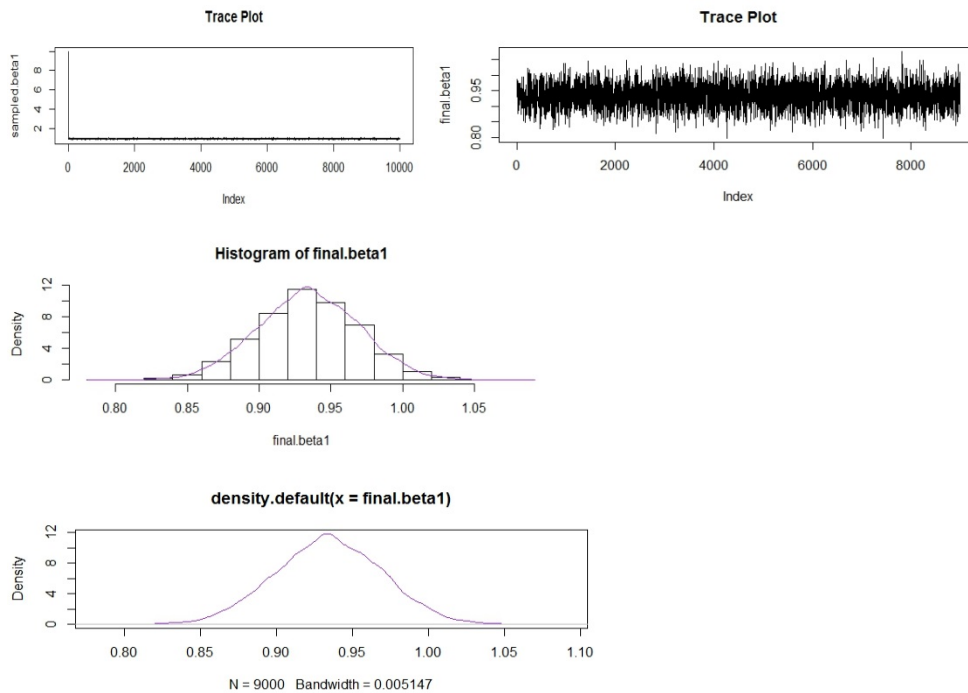 Trace Plot
sampled.beta1
8
6
4
2
0 2000 4000 6000 8000 10000
Index
Trace Plot
final.beta1
0.95
0.80
0 2000 4000 6000 8000
Index
Histogram of final.beta1
Density
12
8
4
0
0.80 0.85 0.90 0.95 1.00 1.05
final.beta1
density.default(x = final.beta1)
Density
12
8
4
0
0.80 0.85 0.90 0.95 1.00 1.05 1.10
N = 9000 Bandwidth = 0.005147